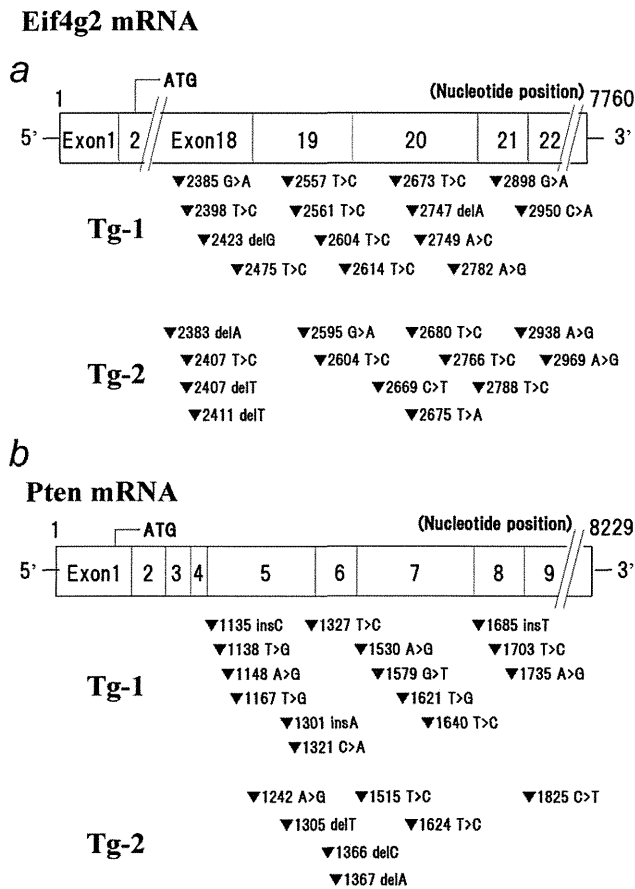 Eif4g2 mRNA
a
ATG
1
(Nucleotide position) 7760
5' Exon1 2 Exon18 19 20 21 22 3'
▼2385 G>A ▼2557 T>C ▼2673 T>C ▼2898 G>A
▼2398 T>C ▼2561 T>C ▼2747 delA ▼2950 C>A
Tg-1
▼2423 delG ▼2604 T>C ▼2749 A>C
▼2475 T>C ▼2614 T>C ▼2782 A>G
▼2383 delA ▼2595 G>A ▼2680 T>C ▼2938 A>G
▼2407 T>C ▼2604 T>C ▼2766 T>C ▼2969 A>G
Tg-2
▼2407 delT ▼2669 C>T ▼2788 T>C
▼2411 delT ▼2675 T>A
b
Pten mRNA
1 ATG (Nucleotide position) 8229
5' Exon1 2 3 4 5 6 7 8 9 3'
▼1135 insC ▼1327 T>C ▼1685 insT
▼1138 T>G ▼1530 A>G ▼1703 T>C
▼1148 A>G ▼1579 G>T ▼1735 A>G
Tg-1
▼1167 T>G ▼1621 T>G
▼1301 insA ▼1640 T>C
▼1321 C>A
▼1242 A>G ▼1515 T>C ▼1825 C>T
▼1305 delT ▼1624 T>C
Tg-2
▼1366 delC
▼1367 delA